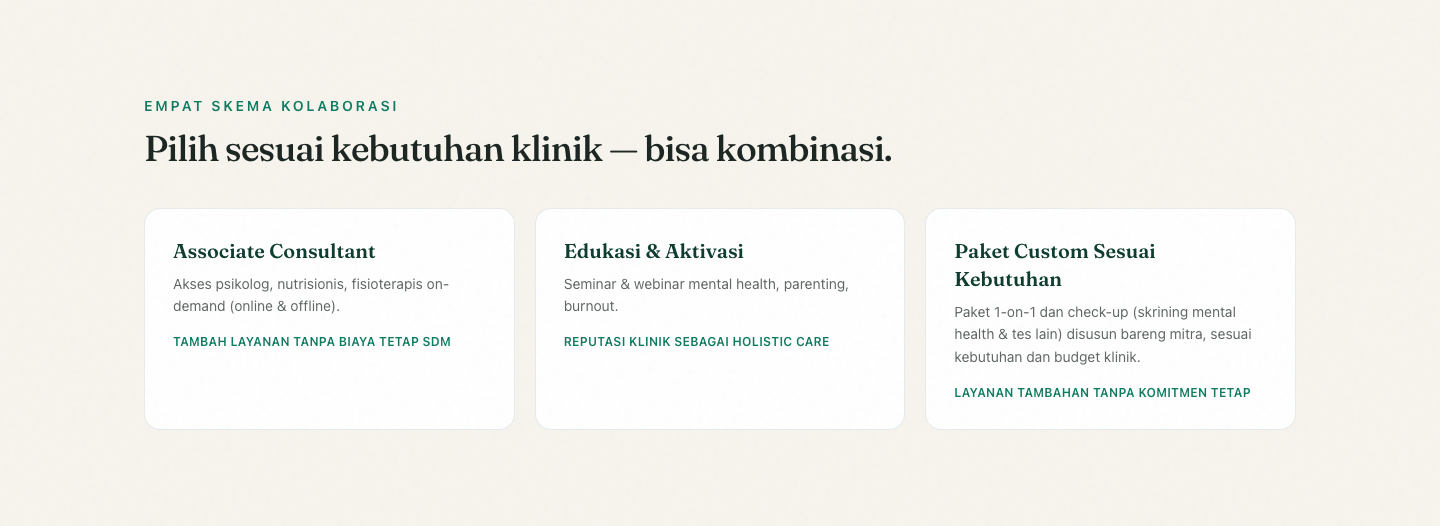 EMPAT SKEMA KOLABORASI
Pilih sesuai kebutuhan klinik — bisa kombinasi.
Associate Consultant
Akses psikolog, nutrisionis, fisioterapis on-
demand (online & offline).
TAMBAH LAYANAN TANPA BIAYA TETAP SDM
Edukasi & Aktivasi
Seminar & webinar mental health, parenting,
burnout.
REPUTASI KLINIK SEBAGAI HOLISTIC CARE
Paket Custom Sesuai
Kebutuhan
Paket 1-on-1 dan check-up (skrining mental
health & tes lain) disusun bareng mitra, sesuai
kebutuhan dan budget klinik.
LAYANAN TAMBAHAN TANPA KOMITMEN TETAP